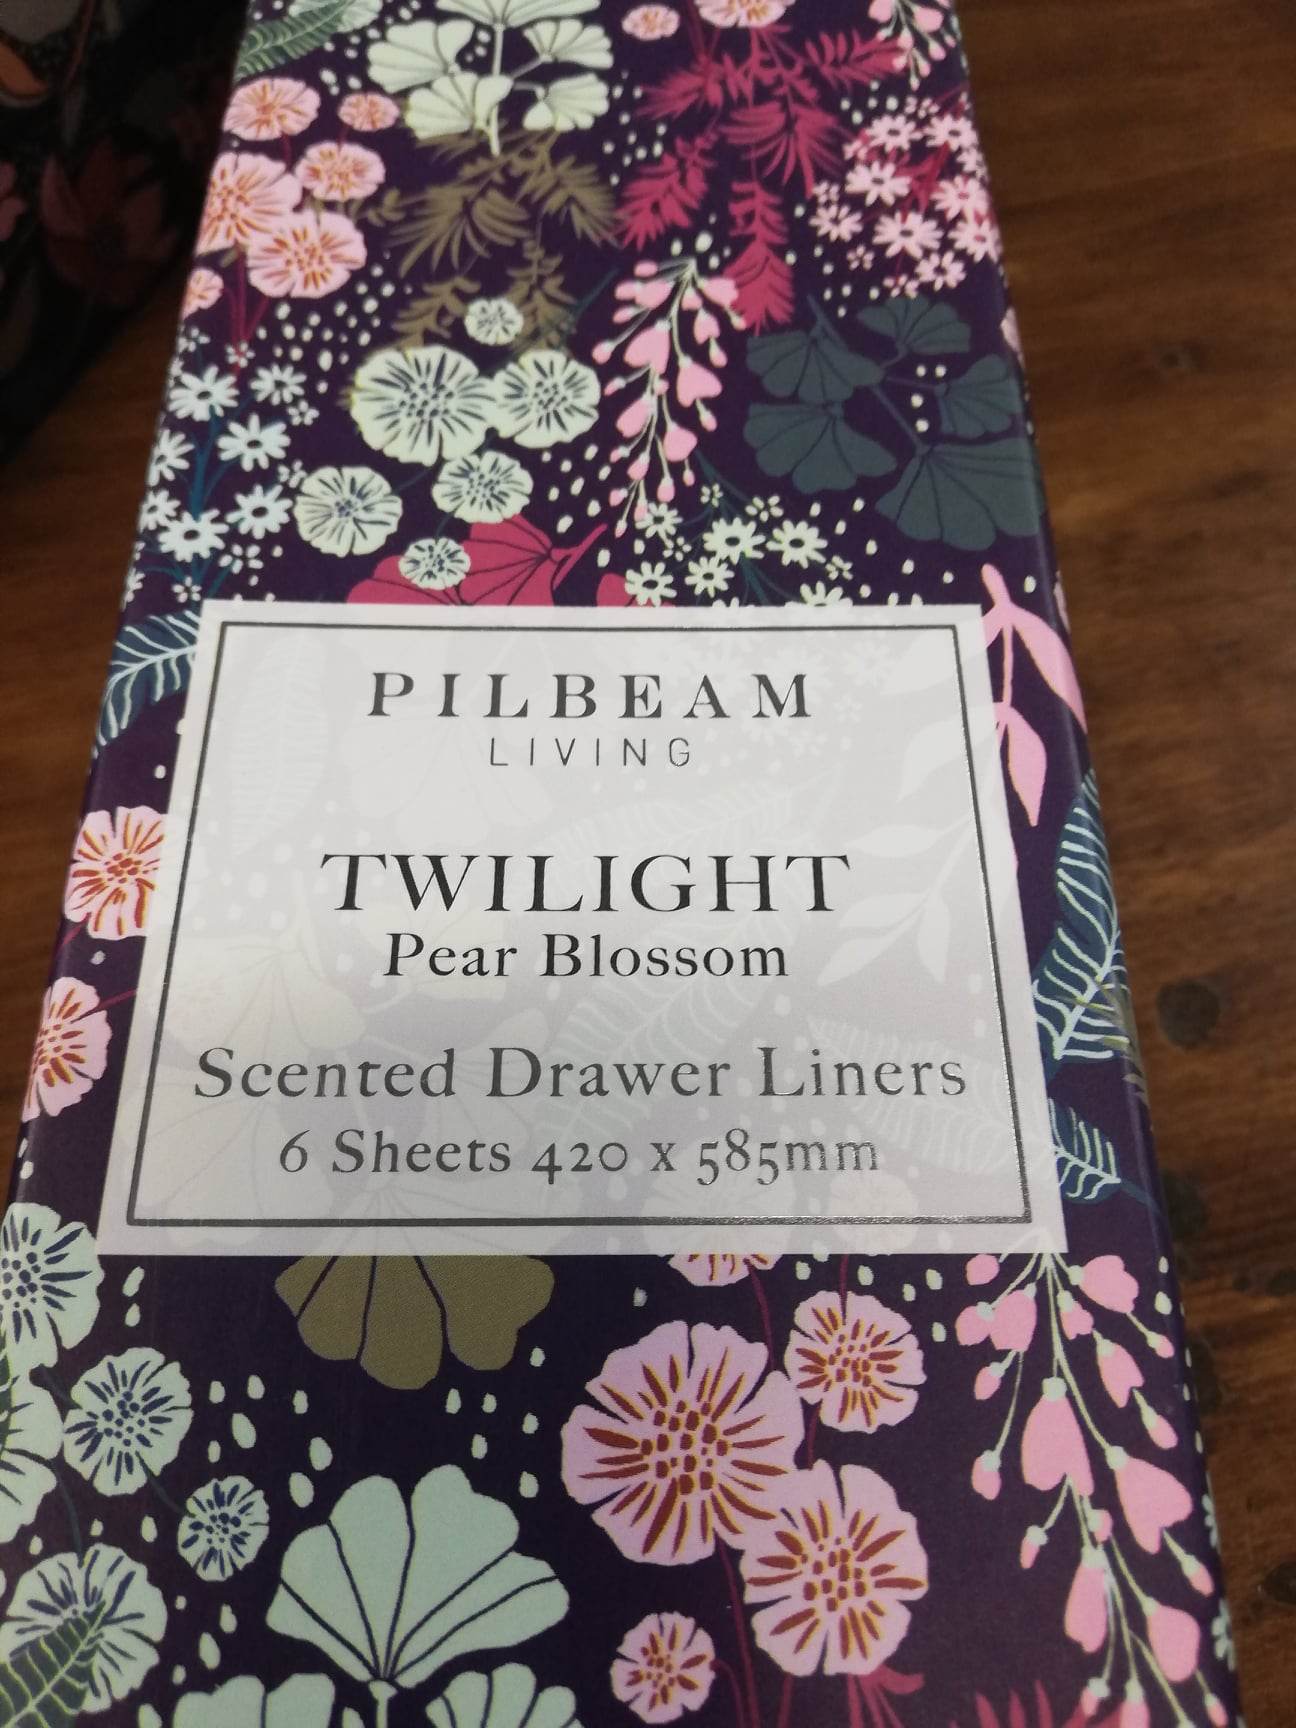 PILBEAM
LIVING
TWILIGHT
Pear Blossom
Scented Drawer Liners
6 Sheets 420 x 585mm